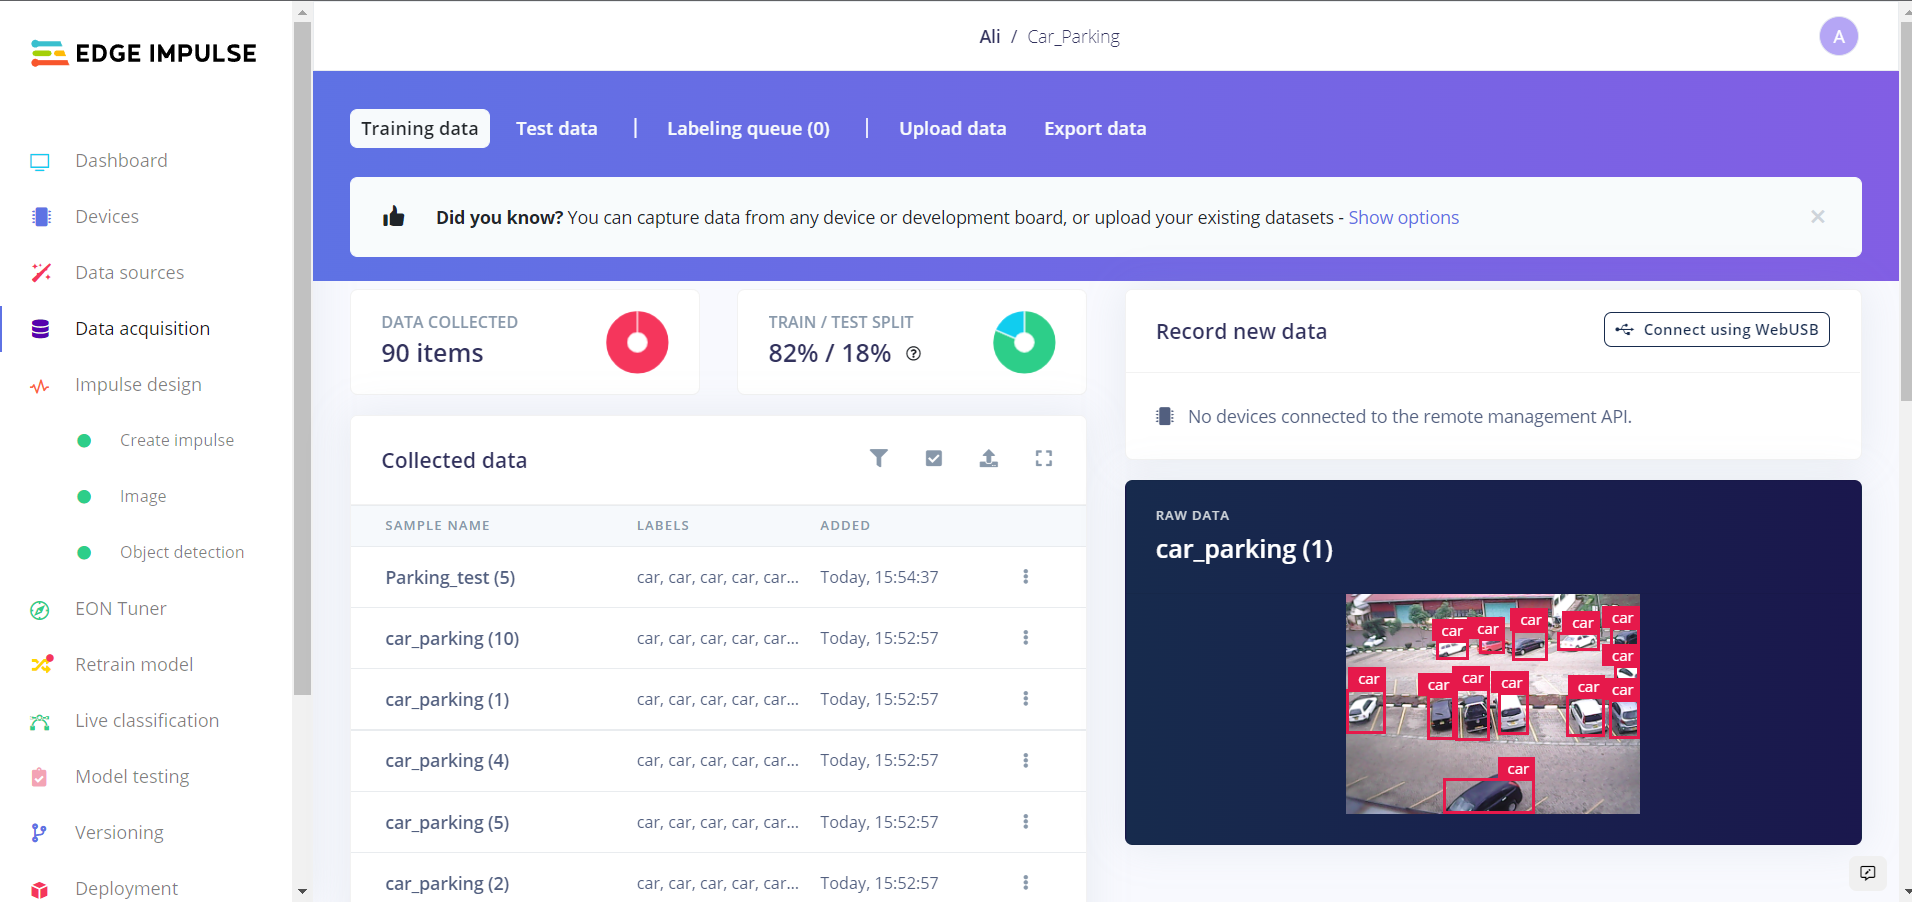 EDGE IMPULSE
Ali / Car_Parking
A
Dashboard
Devices
Data sources
Data acquisition
Impulse design
Create impulse
Image
Object detection
EON Tuner
Retrain model
Live classification
Model testing
Versioning
Deployment
Training data Test data | Labeling queue (0) | Upload data Export data
Did you know? You can capture data from any device or development board, or upload your existing datasets - Show options ×
DATA COLLECTED
90 items
TRAIN / TEST SPLIT
82% / 18% ?
Collected data
SAMPLE NAME LABELS ADDED
Parking_test (5) car, car, car, car, car... Today, 15:54:37
car_parking (10) car, car, car, car, car... Today, 15:52:57
car_parking (1) car, car, car, car, car... Today, 15:52:57
car_parking (4) car, car, car, car, car... Today, 15:52:57
car_parking (5) car, car, car, car, car... Today, 15:52:57
car_parking (2) car, car, car, car, car... Today, 15:52:57
Record new data
Connect using WebUSB
No devices connected to the remote management API.
RAW DATA
car_parking (1)
car car car car car
car
car car car car car car
car